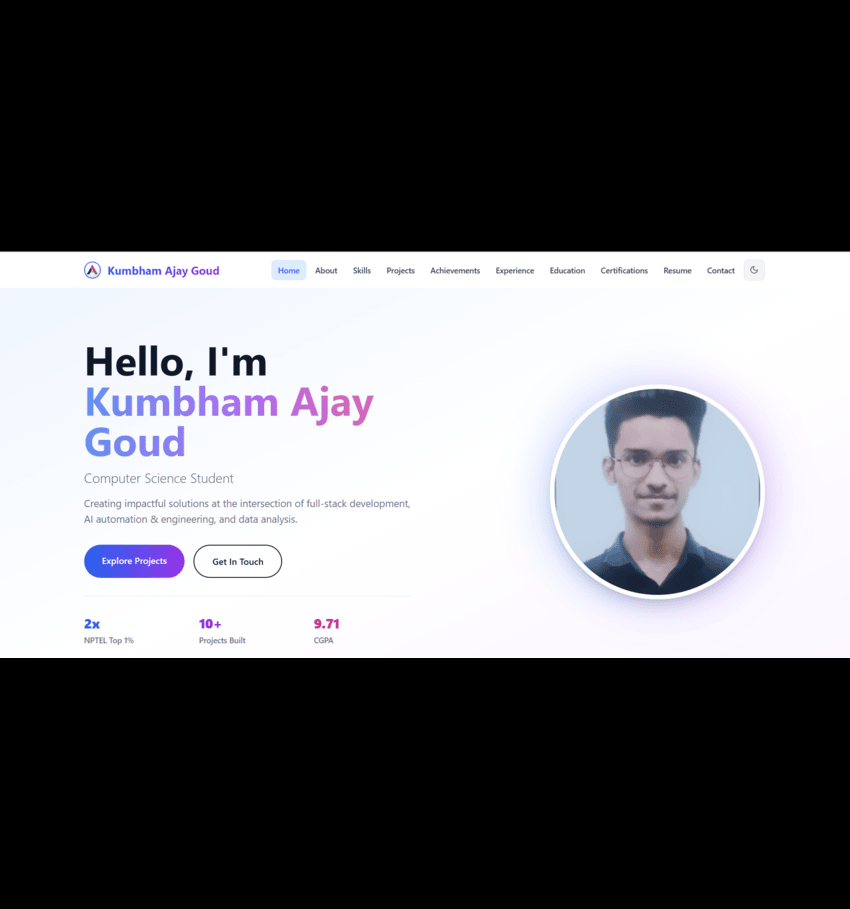 Kumbham Ajay Goud
Home About Skills Projects Achievements Experience Education Certifications Resume Contact
Hello, I'm
Kumbham Ajay
Goud
Computer Science Student
Creating impactful solutions at the intersection of full-stack development,
AI automation & engineering, and data analysis.
Explore Projects Get In Touch
2x 10+ 9.71
NPTEL Top 1% Projects Built CGPA